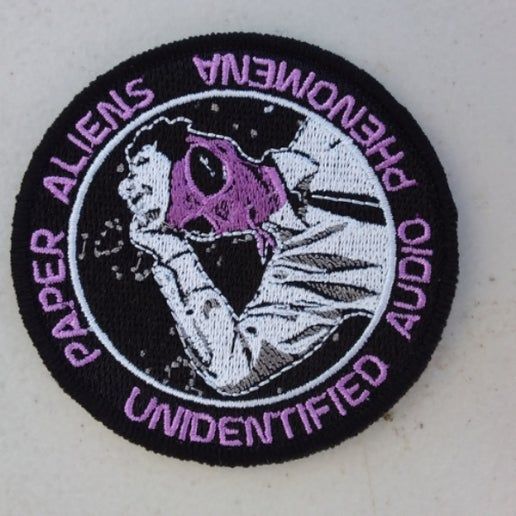 PAPER ALIENS
UNIDENTIFIED AUDIO PHENOMENA